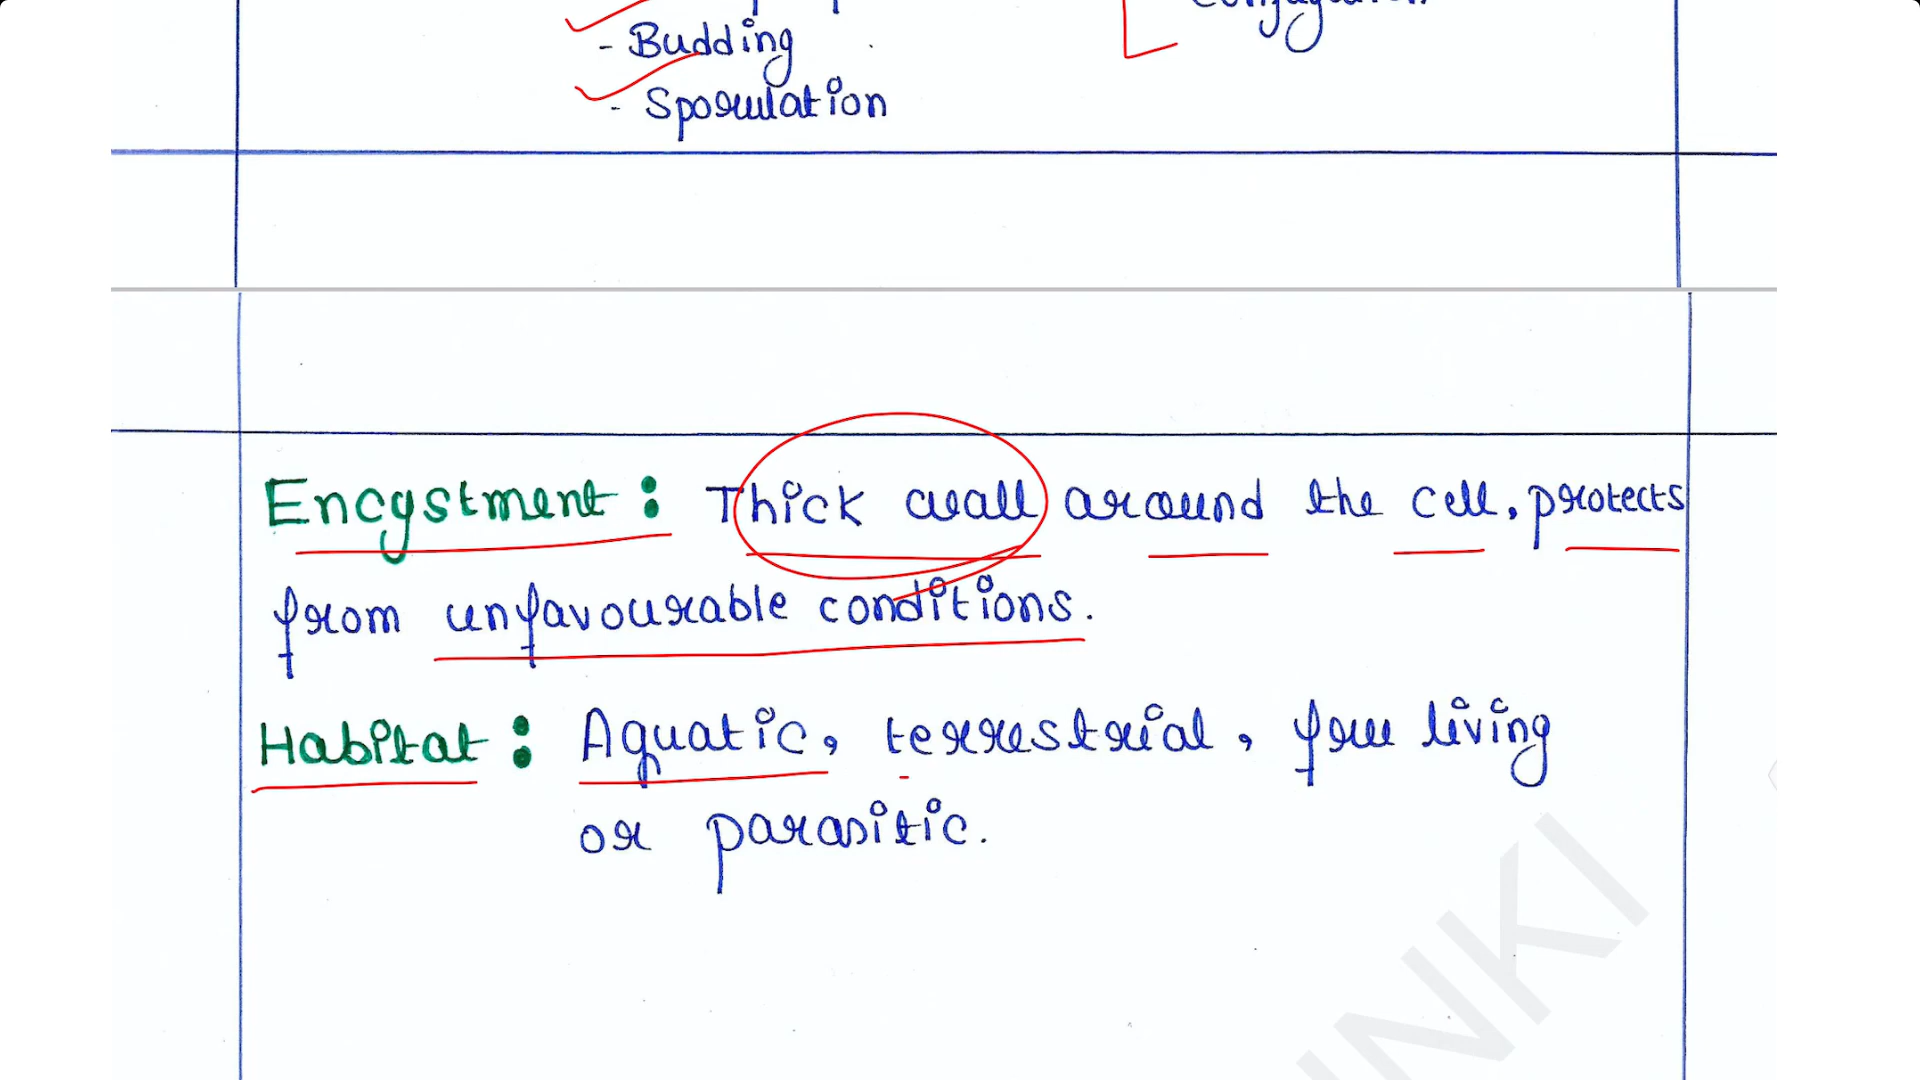 Conjugation
- Budding
- Sporulation
Encystment: Thick wall around the cell, protects
from unfavourable conditions.
Habitat: Aquatic, terrestrial, free living
or parasitic.